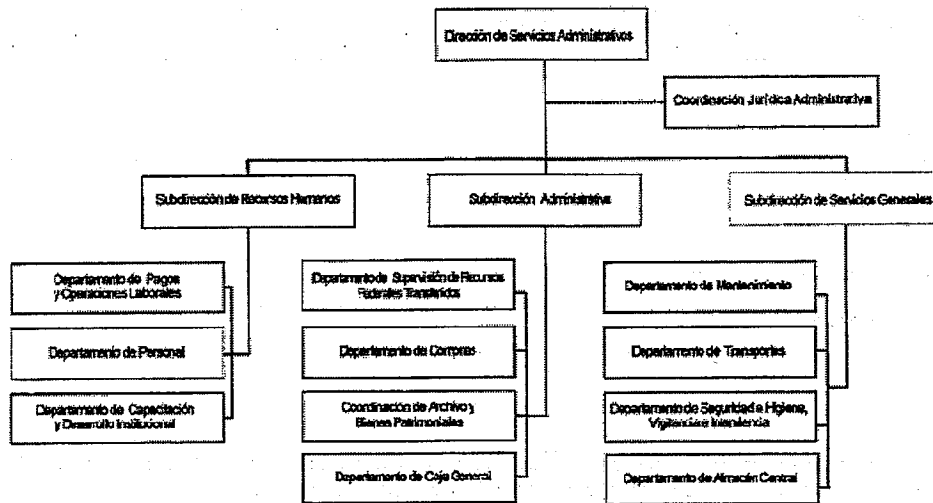 Dirección de Servicios Administrativos
Coordinación Jurídica Administrativa
Subdirección de Recursos Humanos
Subdirección Administrativa
Subdirección de Servicios Generales
Departamento de Pagos
y Operaciones Laborales
Departamento de Personal
Departamento de Capacitación
y Desarrollo Institucional
Departamento de Supervisión de Recursos
Federales Transferidos
Departamento de Compras
Coordinación de Archivo y
Bienes Patrimoniales
Departamento de Caja General
Departamento de Mantenimiento
Departamento de Transportes
Departamento de Seguridad e Higiene,
Vigilancia e Intendencia
Departamento de Almacén Central